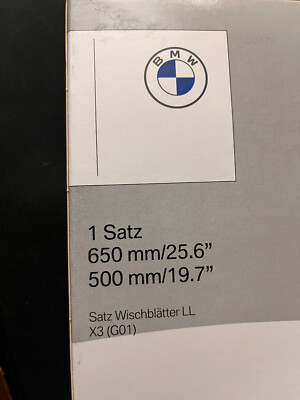 BMW
1 Satz
650 mm/25.6”
500 mm/19.7”
Satz Wischblätter LL
X3 (G01)